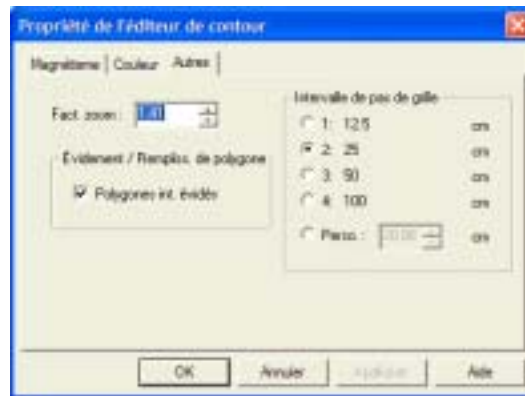 Propriété de l'éditeur de contour
Magnétisme Couleur Autres
Fact. zoom :
Évidement / Rempliss. de polygone
Polygones int. évidés
Intervalle de pas de grille
1: 12.5 cm
2: 25 cm
3: 50 cm
4: 100 cm
Perso. : cm
OK Annuler Appliquer Aide